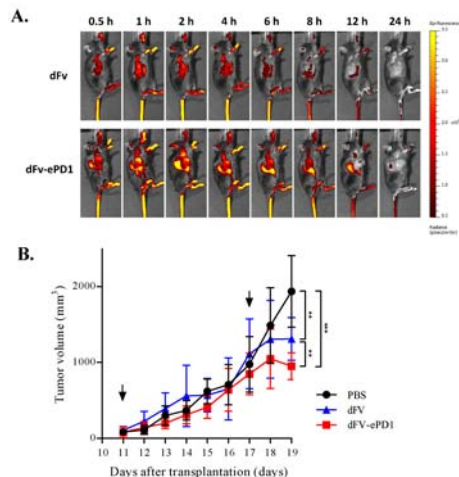 A.
0.5 h 1 h 2 h 4 h 6 h 8 h 12 h 24 h
dFv
dFv-ePD1
B.
Tumor volume (mm³)
2000
1000
0
10 11 12 13 14 15 16 17 18 19
Days after transplantation (days)
**
**
***
PBS
dFV
dFV-ePD1